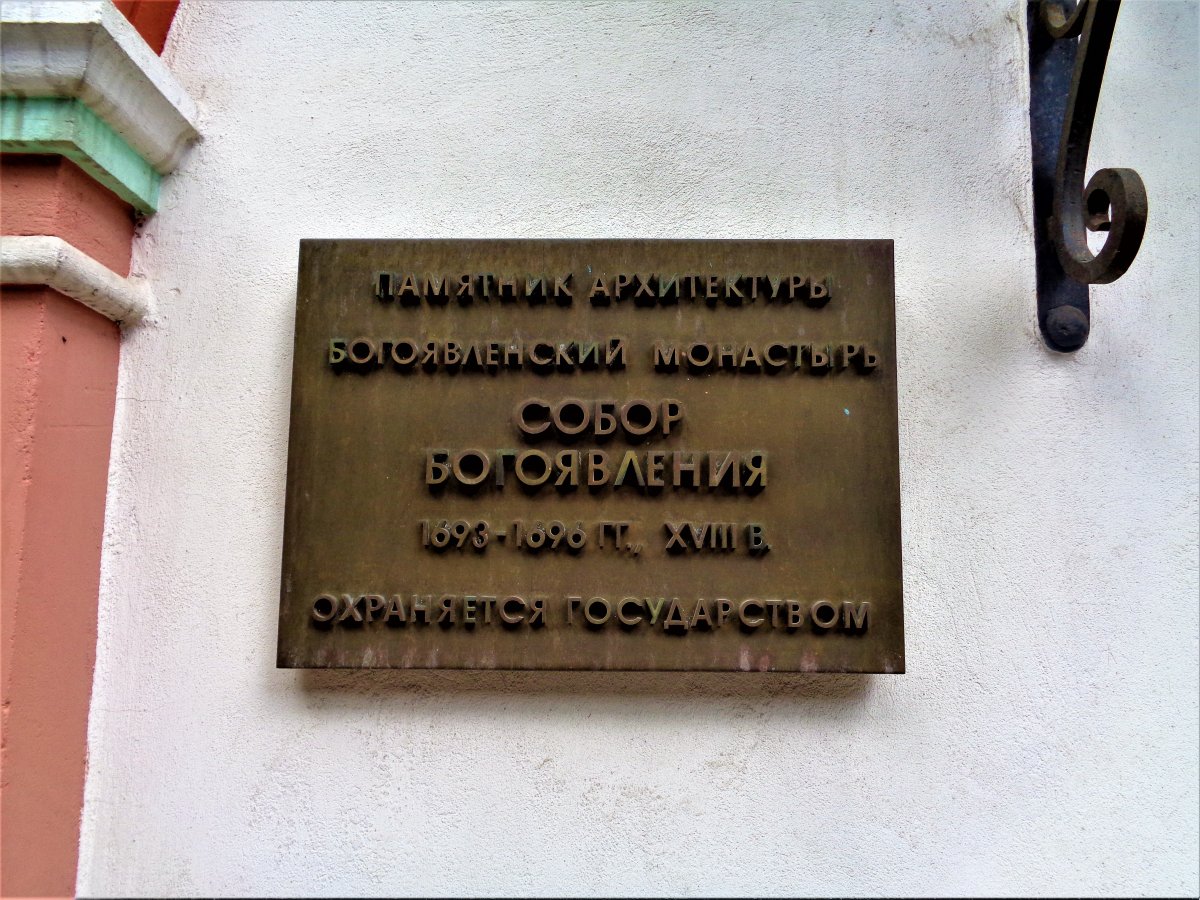 ПАМЯТНИК АРХИТЕКТУРЫ
БОГОЯВЛЕНСКИЙ МОНАСТЫРЬ
СОБОР
БОГОЯВЛЕНИЯ
1693-1696 ГГ., XVIII В.
ОХРАНЯЕТСЯ ГОСУДАРСТВОМ